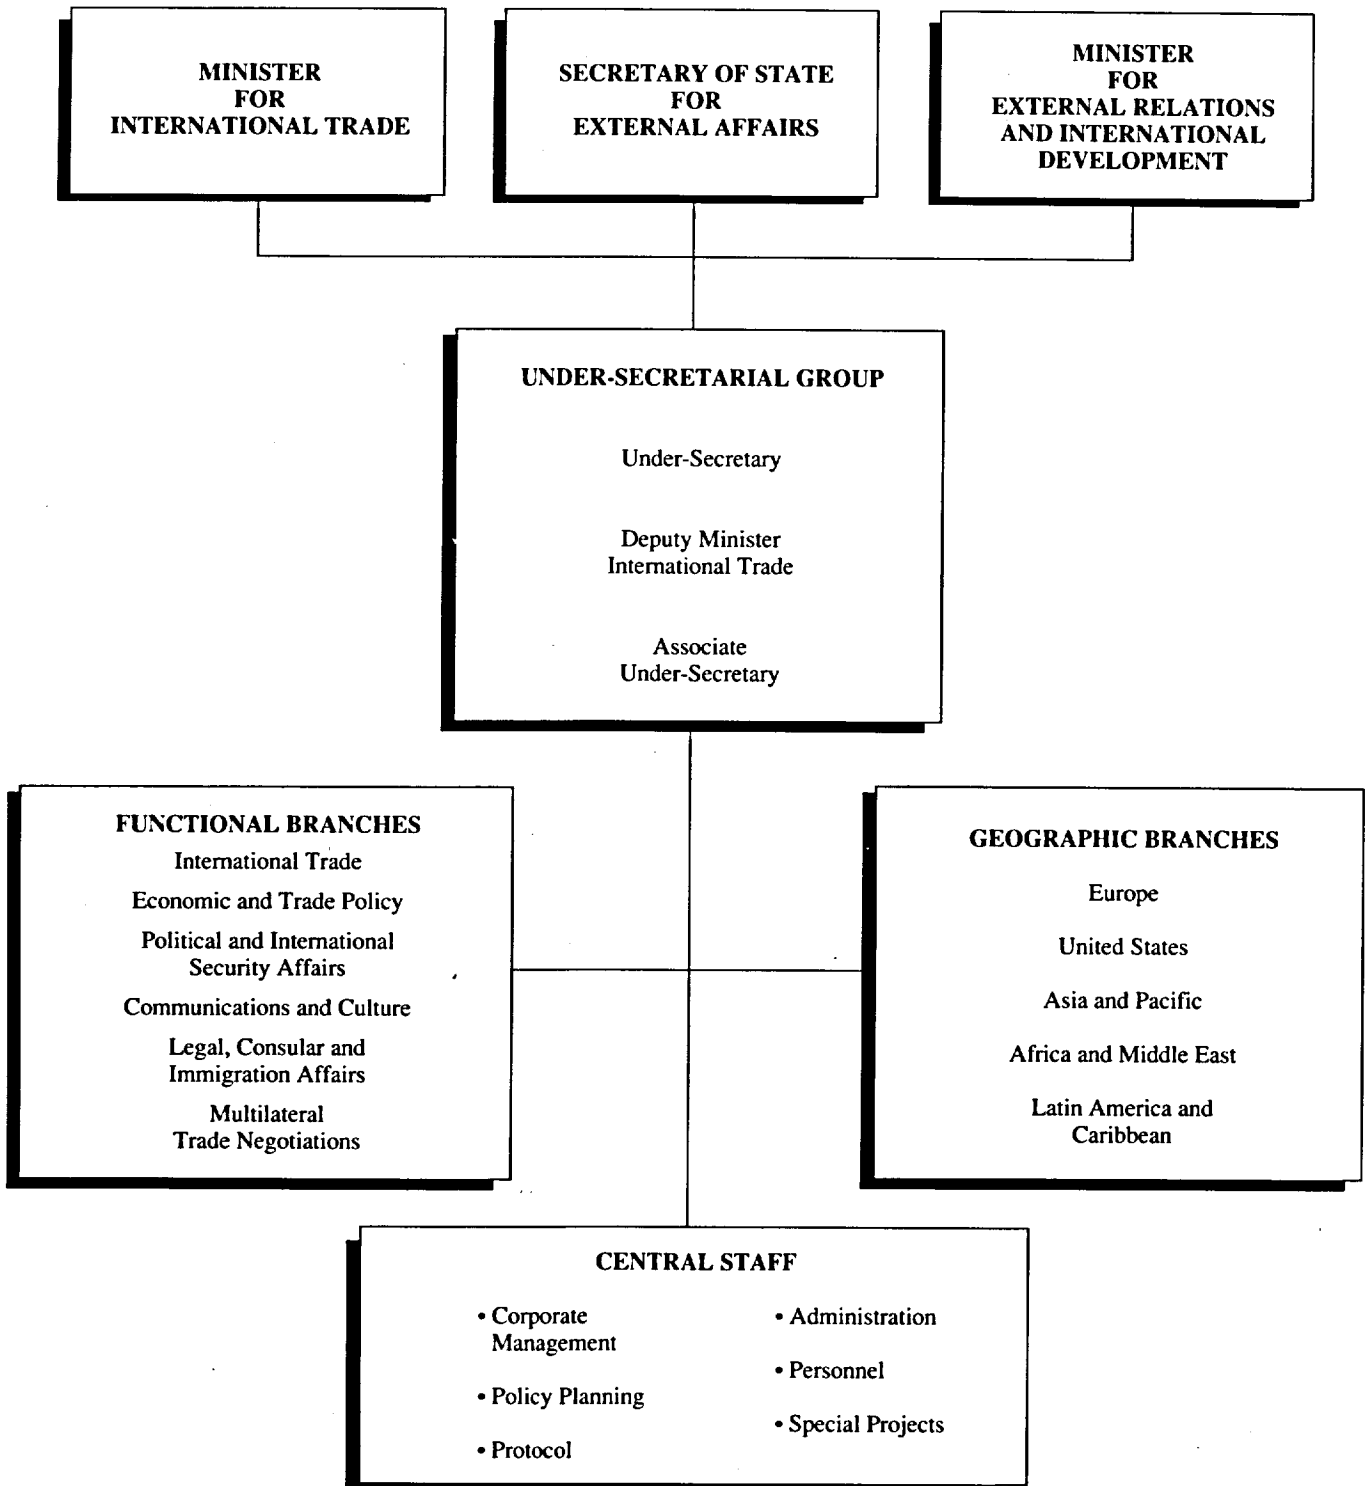 MINISTER
FOR
INTERNATIONAL TRADE
SECRETARY OF STATE
FOR
EXTERNAL AFFAIRS
MINISTER
FOR
EXTERNAL RELATIONS
AND INTERNATIONAL
DEVELOPMENT
UNDER-SECRETARIAL GROUP
Under-Secretary
Deputy Minister
International Trade
Associate
Under-Secretary
FUNCTIONAL BRANCHES
International Trade
Economic and Trade Policy
Political and International
Security Affairs
Communications and Culture
Legal, Consular and
Immigration Affairs
Multilateral
Trade Negotiations
GEOGRAPHIC BRANCHES
Europe
United States
Asia and Pacific
Africa and Middle East
Latin America and
Caribbean
CENTRAL STAFF
• Corporate
Management
• Policy Planning
• Protocol
• Administration
• Personnel
• Special Projects